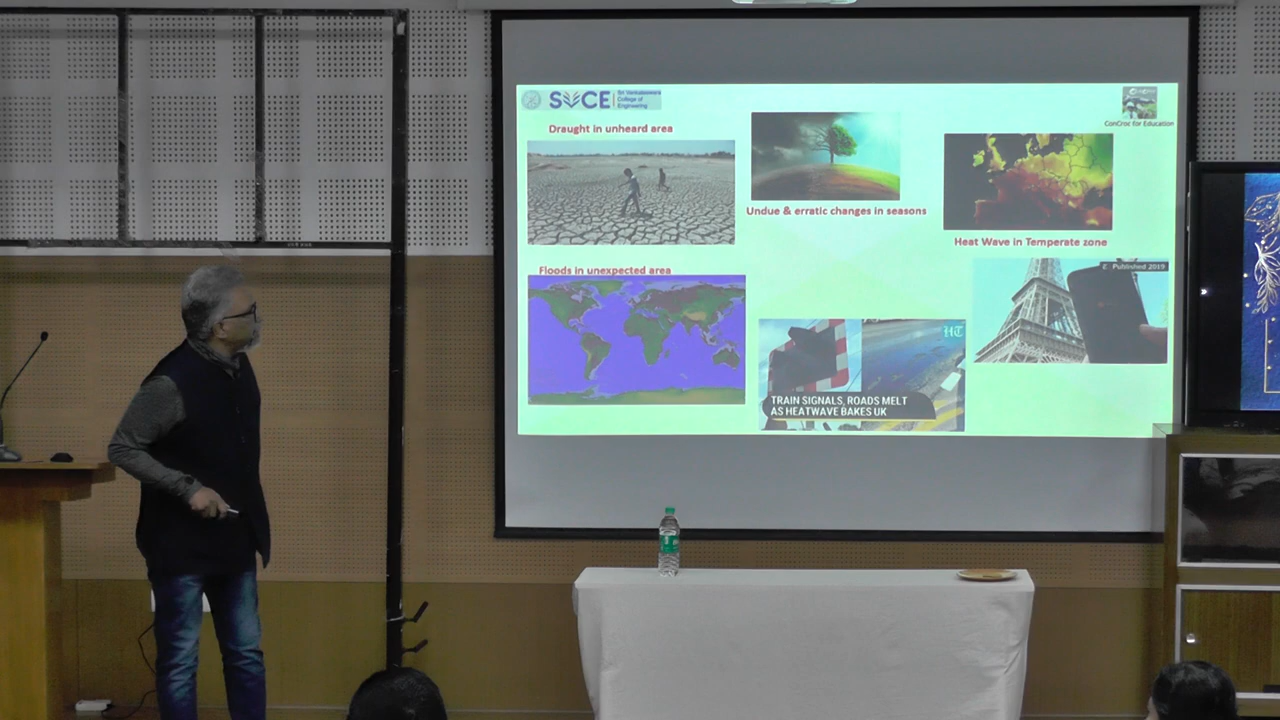 SVCE
Sri Venkateswara
College of
Engineering
ConCroc for Education
Draught in unheard area
Undue & erratic changes in seasons
Heat Wave in Temperate zone
Floods in unexpected area
Published 2019
HT
TRAIN SIGNALS, ROADS MELT
AS HEATWAVE BAKES UK